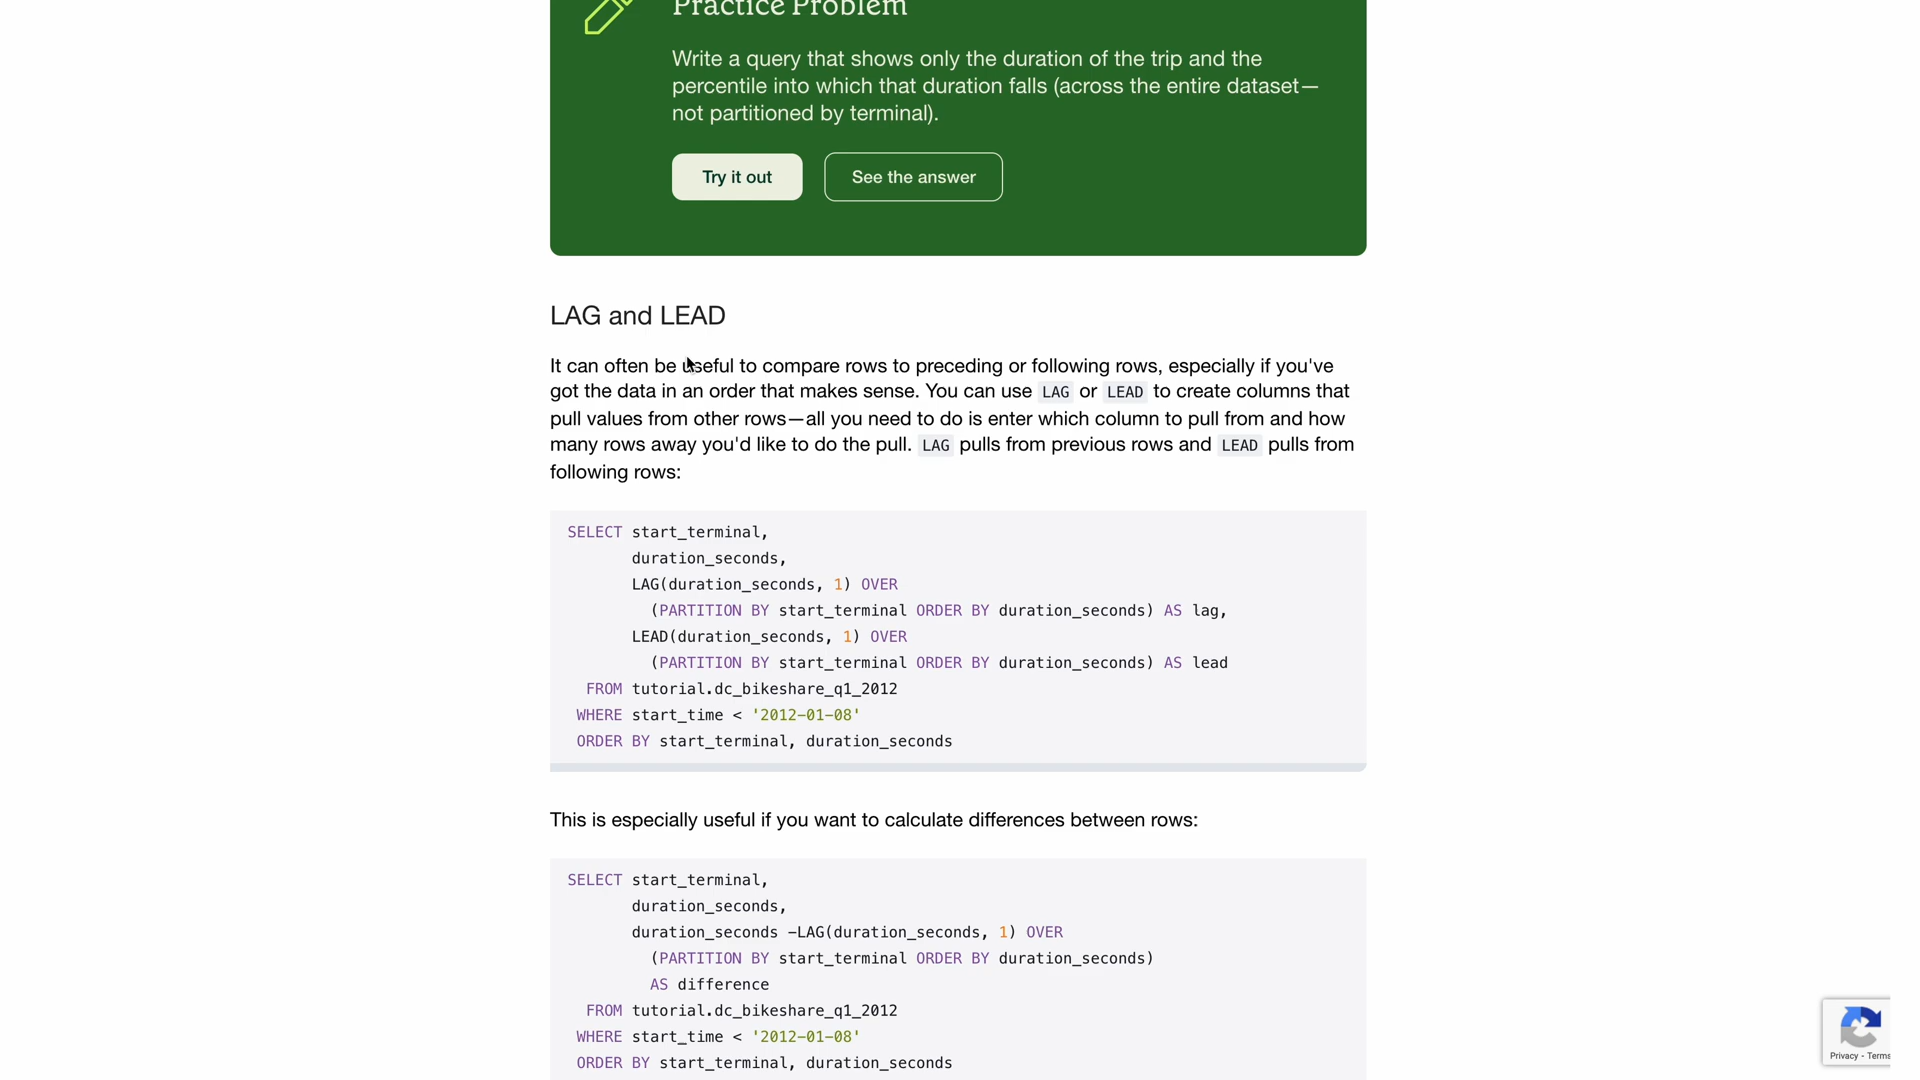 Practice Problem
Write a query that shows only the duration of the trip and the
percentile into which that duration falls (across the entire dataset—
not partitioned by terminal).
Try it out
See the answer
LAG and LEAD
It can often be useful to compare rows to preceding or following rows, especially if you've
got the data in an order that makes sense. You can use LAG or LEAD to create columns that
pull values from other rows—all you need to do is enter which column to pull from and how
many rows away you'd like to do the pull. LAG pulls from previous rows and LEAD pulls from
following rows:
SELECT start_terminal,
duration_seconds,
LAG(duration_seconds, 1) OVER
(PARTITION BY start_terminal ORDER BY duration_seconds) AS lag,
LEAD(duration_seconds, 1) OVER
(PARTITION BY start_terminal ORDER BY duration_seconds) AS lead
FROM tutorial.dc_bikeshare_q1_2012
WHERE start_time < '2012-01-08'
ORDER BY start_terminal, duration_seconds
This is especially useful if you want to calculate differences between rows:
SELECT start_terminal,
duration_seconds,
duration_seconds -LAG(duration_seconds, 1) OVER
(PARTITION BY start_terminal ORDER BY duration_seconds)
AS difference
FROM tutorial.dc_bikeshare_q1_2012
WHERE start_time < '2012-01-08'
ORDER BY start_terminal, duration_seconds
Privacy - Terms